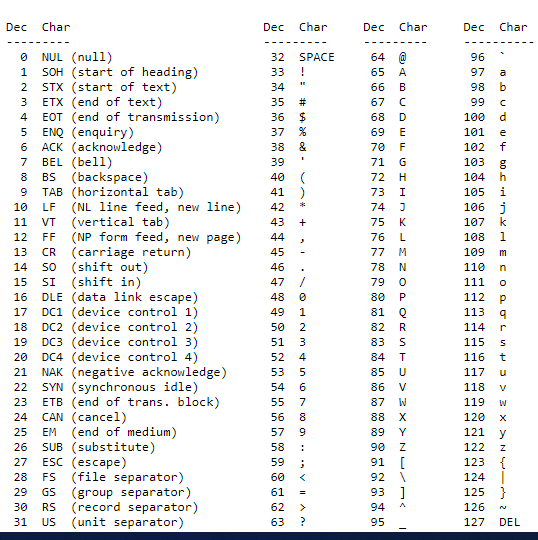 Dec  Char                           Dec  Char     Dec  Char     Dec  Char
---------                           ---------     ---------     ----------
  0  NUL (null)                      32  SPACE     64  @         96  `
  1  SOH (start of heading)          33  !         65  A         97  a
  2  STX (start of text)             34  "         66  B         98  b
  3  ETX (end of text)               35  #         67  C         99  c
  4  EOT (end of transmission)       36  $         68  D        100  d
  5  ENQ (enquiry)                   37  %         69  E        101  e
  6  ACK (acknowledge)               38  &         70  F        102  f
  7  BEL (bell)                      39  '         71  G        103  g
  8  BS  (backspace)                 40  (         72  H        104  h
  9  TAB (horizontal tab)            41  )         73  I        105  i
 10  LF  (NL line feed, new line)    42  *         74  J        106  j
 11  VT  (vertical tab)              43  +         75  K        107  k
 12  FF  (NP form feed, new page)    44  ,         76  L        108  l
 13  CR  (carriage return)           45  -         77  M        109  m
 14  SO  (shift out)                 46  .         78  N        110  n
 15  SI  (shift in)                  47  /         79  O        111  o
 16  DLE (data link escape)          48  0         80  P        112  p
 17  DC1 (device control 1)          49  1         81  Q        113  q
 18  DC2 (device control 2)          50  2         82  R        114  r
 19  DC3 (device control 3)          51  3         83  S        115  s
 20  DC4 (device control 4)          52  4         84  T        116  t
 21  NAK (negative acknowledge)      53  5         85  U        117  u
 22  SYN (synchronous idle)          54  6         86  V        118  v
 23  ETB (end of trans. block)       55  7         87  W        119  w
 24  CAN (cancel)                    56  8         88  X        120  x
 25  EM  (end of medium)             57  9         89  Y        121  y
 26  SUB (substitute)                58  :         90  Z        122  z
 27  ESC (escape)                    59  ;         91  [        123  {
 28  FS  (file separator)            60  <         92  \        124  |
 29  GS  (group separator)           61  =         93  ]        125  }
 30  RS  (record separator)          62  >         94  ^        126  ~
 31  US  (unit separator)            63  ?         95  _        127  DEL